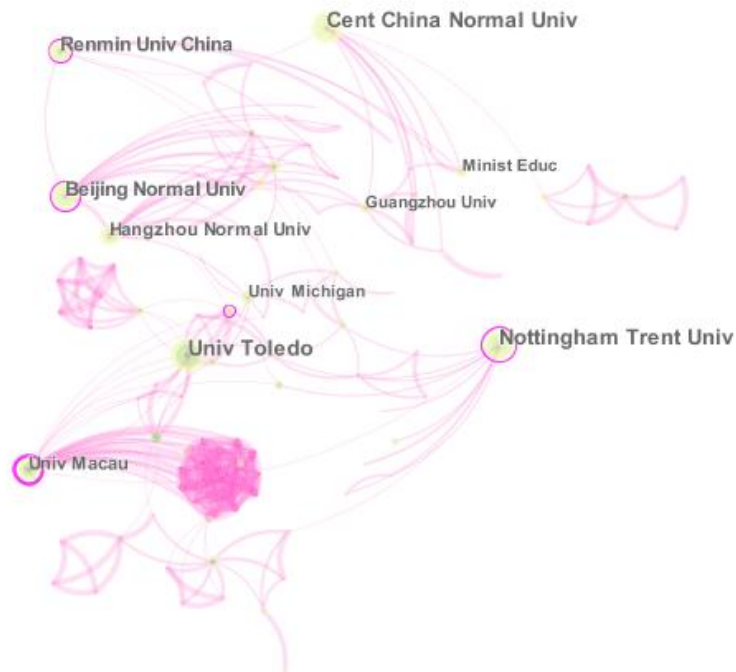 Cent China Normal Univ
Renmin Univ China
Minist Educ
Beijing Normal Univ
Guangzhou Univ
Hangzhou Normal Univ
Univ Michigan
Nottingham Trent Univ
Univ Toledo
Univ Macau